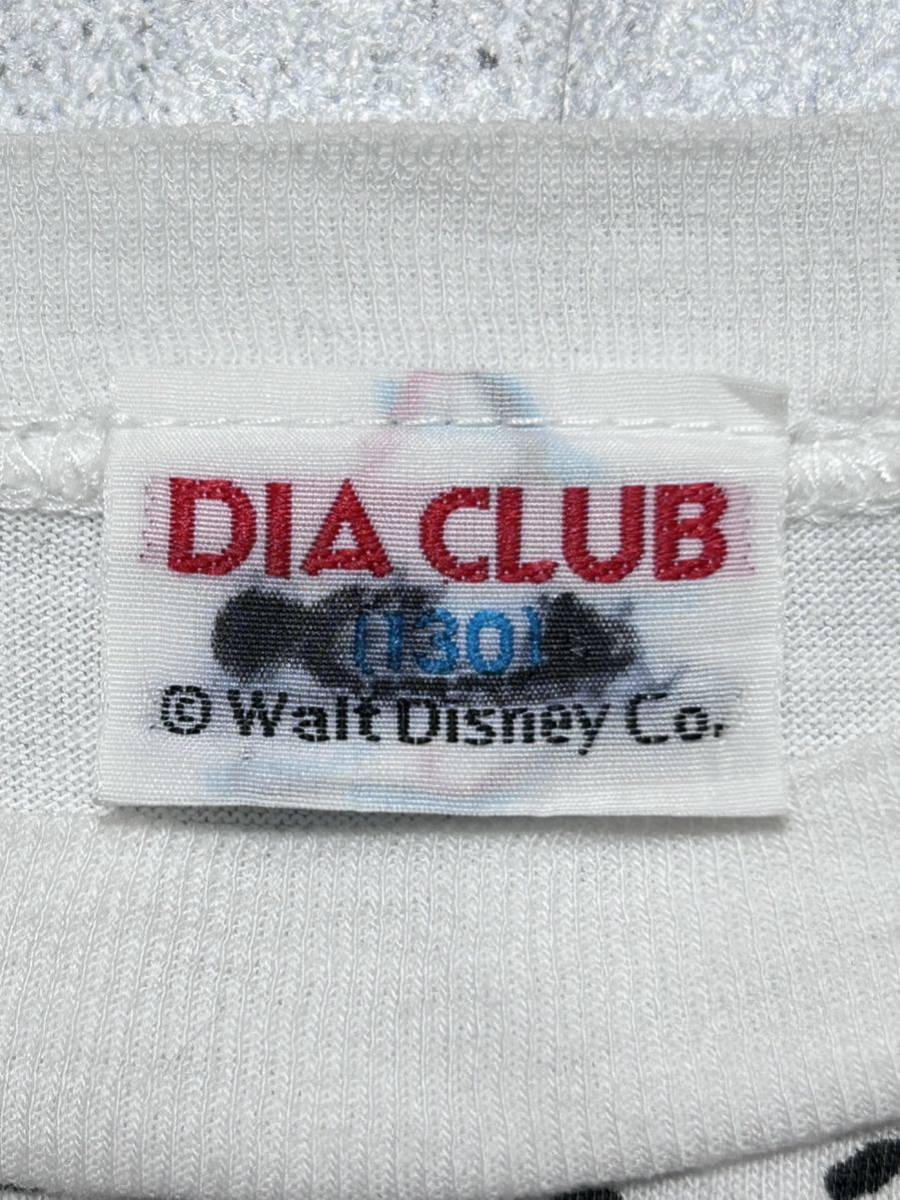 DIA CLUB
(130)
© Walt Disney Co.